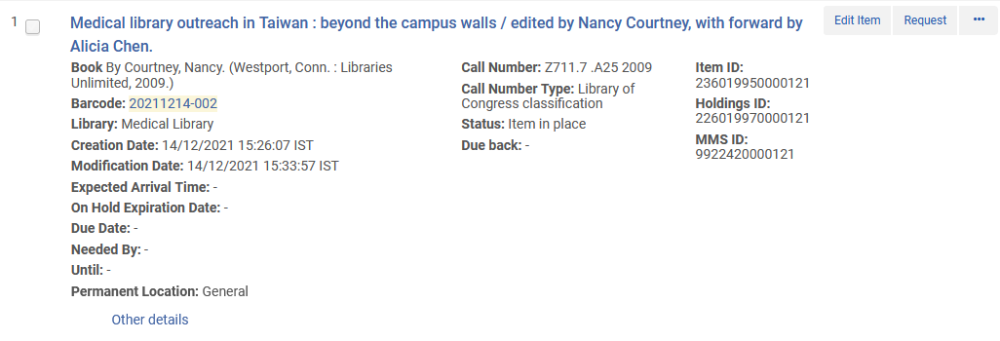 1
Medical library outreach in Taiwan : beyond the campus walls / edited by Nancy Courtney, with forward by
Alicia Chen.
Edit Item
Request
•••
Book By Courtney, Nancy. (Westport, Conn. : Libraries
Unlimited, 2009.)
Barcode: 20211214-002
Library: Medical Library
Creation Date: 14/12/2021 15:26:07 IST
Modification Date: 14/12/2021 15:33:57 IST
Expected Arrival Time: -
On Hold Expiration Date: -
Due Date: -
Needed By: -
Until: -
Permanent Location: General
Other details
Call Number: Z711.7 .A25 2009
Call Number Type: Library of
Congress classification
Status: Item in place
Due back: -
Item ID:
236019950000121
Holdings ID:
226019970000121
MMS ID:
9922420000121